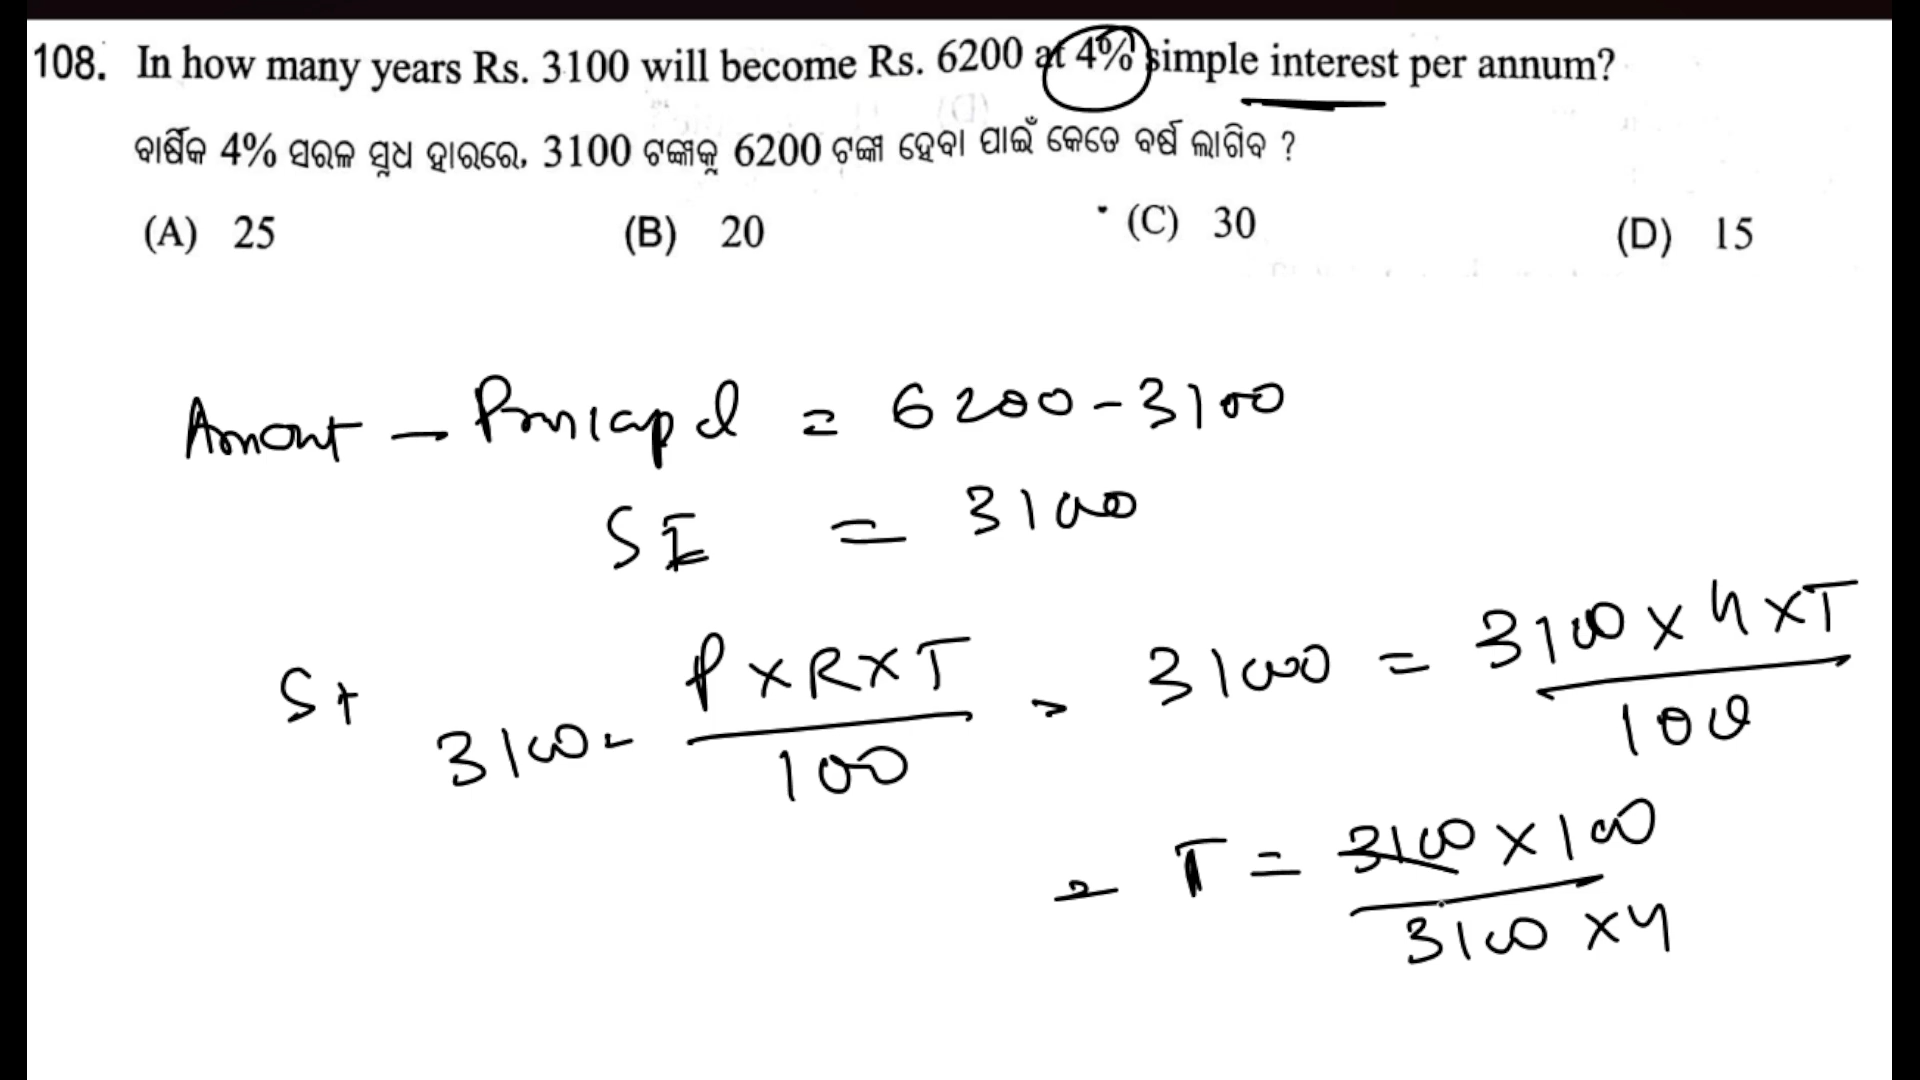 108. In how many years Rs. 3100 will become Rs. 6200 at 4% simple interest per annum?
ବାର୍ଷିକ 4% ସରଳ ସୁଧ ହାରରେ, 3100 ଟଙ୍କାକୁ 6200 ଟଙ୍କା ହେବା ପାଇଁ କେତେ ବର୍ଷ ଲାଗିବ ?
(A) 25 (B) 20 (C) 30 (D) 15
Amont - Principal = 6200 - 3100
SI = 3100
SI 3100 = P X R X T / 100 = 3100 = 3100 X 4 X T / 100
= T = 3100 X 100 / 3100 X 4